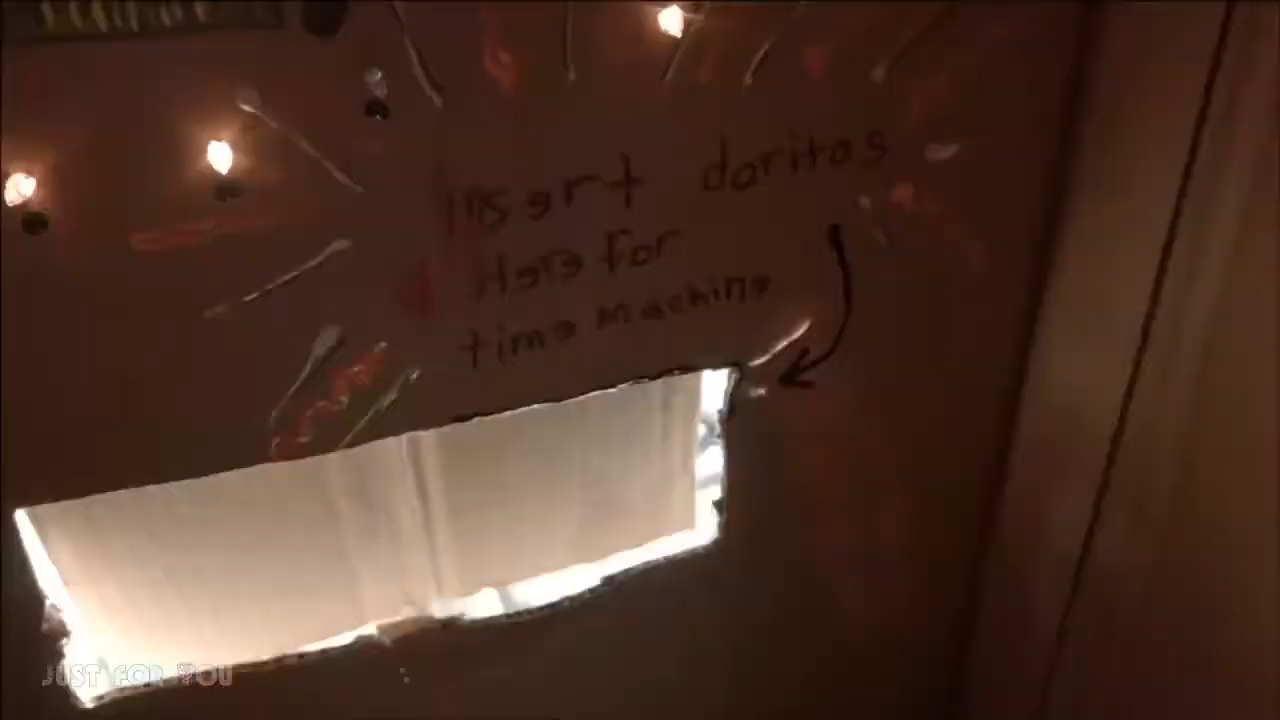 Insert doritos
Here for
time machine
JUST FOR YOU